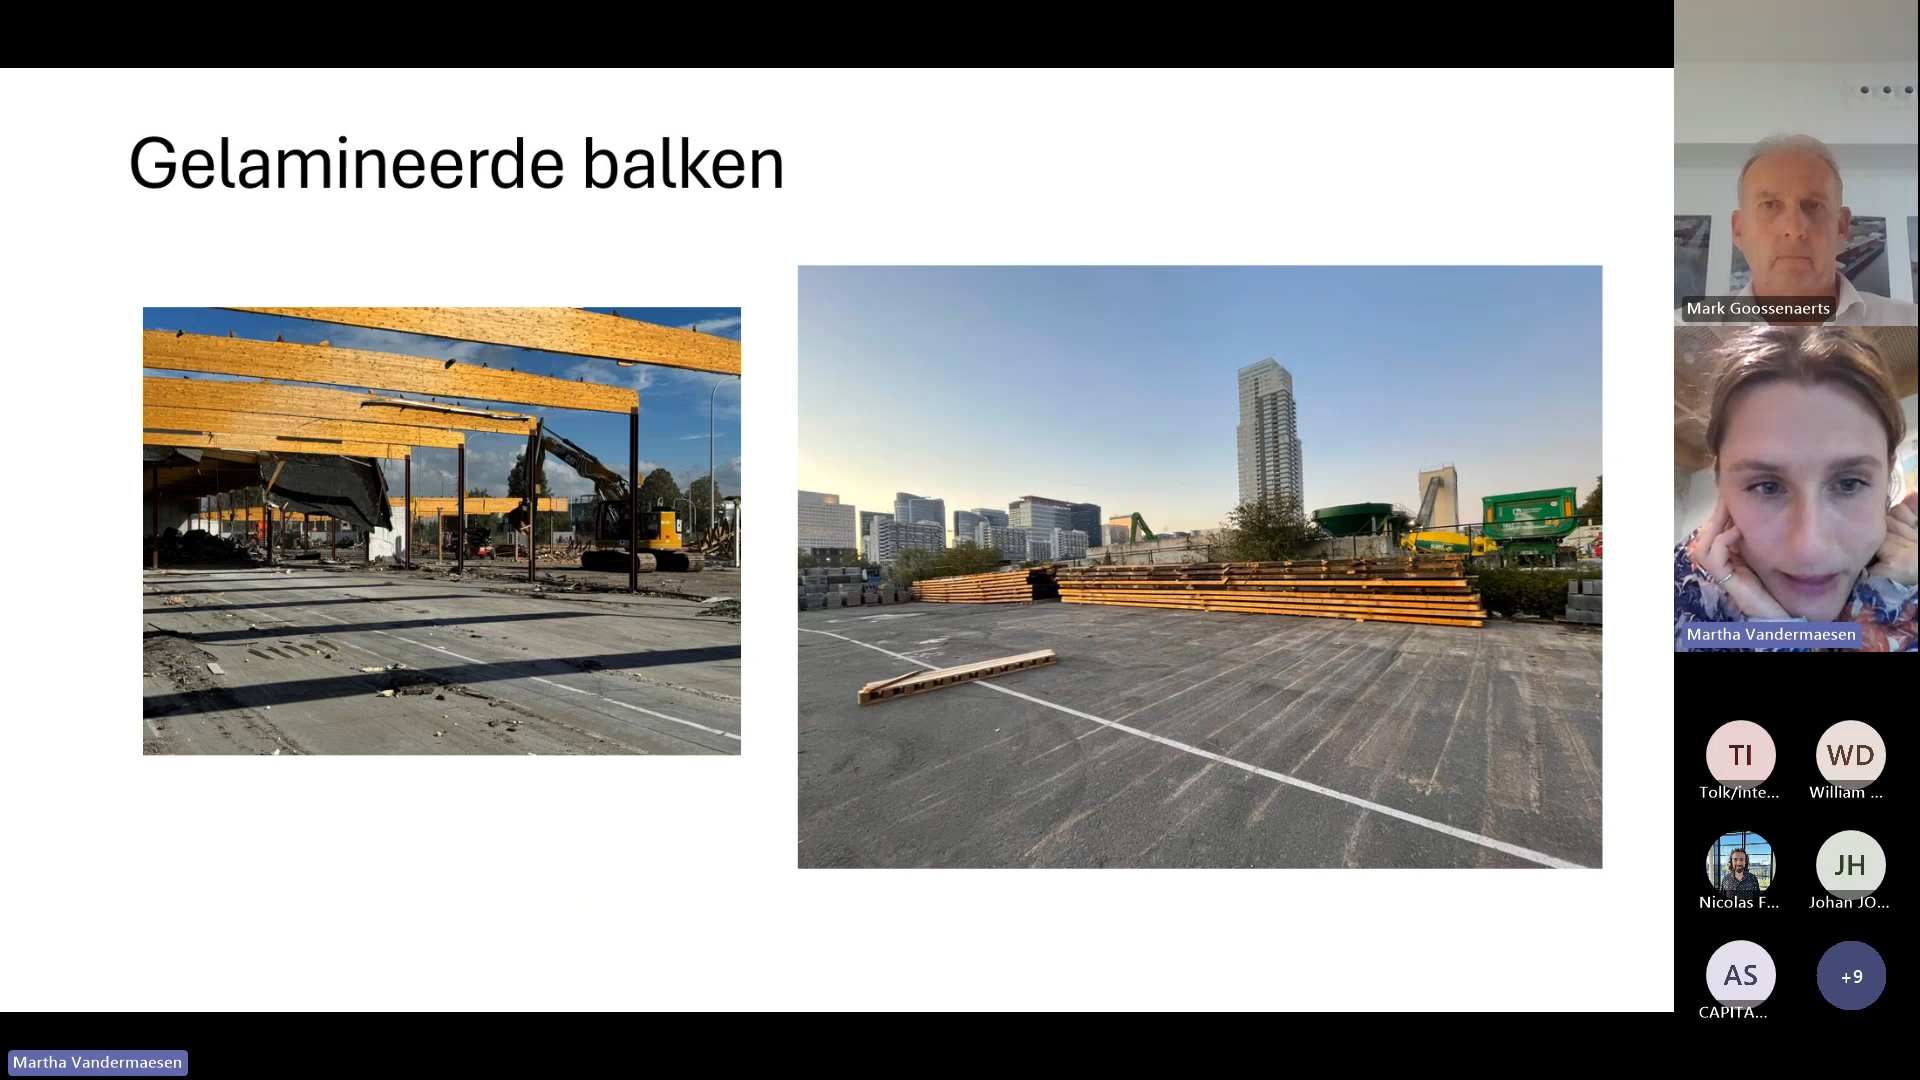 Gelamineerde balken
Mark Goossenaerts
Martha Vandermaesen
TI
WD
Tolk/inte...
William ...
JH
Nicolas F...
Johan JO...
AS
+9
CAPITA...
Martha Vandermaesen